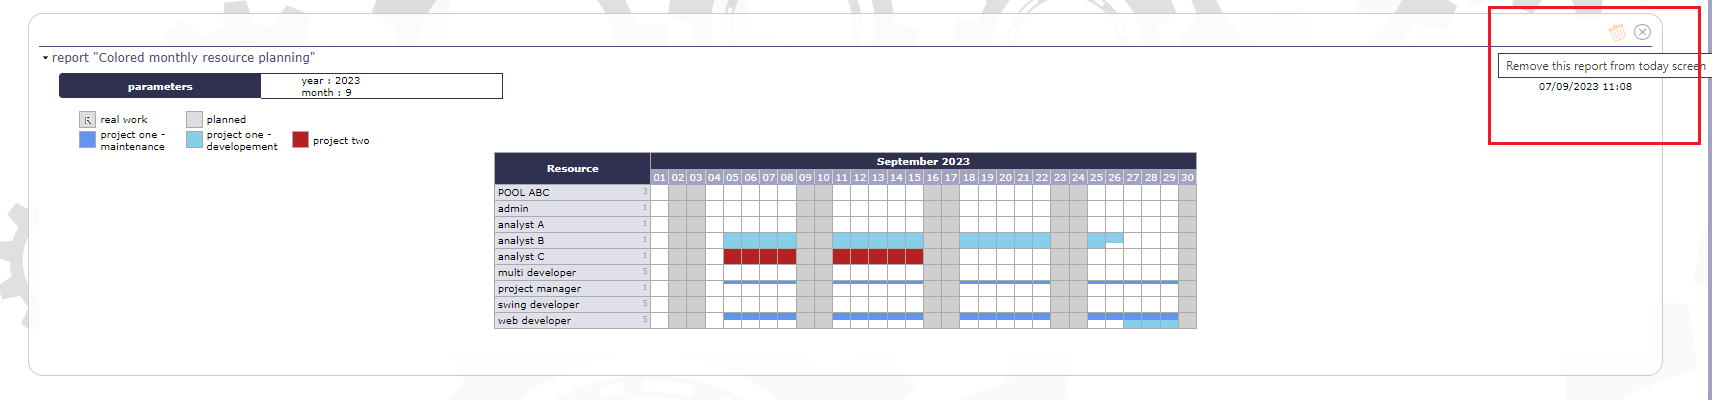 report "Colored monthly resource planning"
Remove this report from today screen
parameters
year : 2023
month : 9
07/09/2023 11:08
R real work
planned
project one - maintenance
project one - developement
project two
Resource
September 2023
01 02 03 04 05 06 07 08 09 10 11 12 13 14 15 16 17 18 19 20 21 22 23 24 25 26 27 28 29 30
POOL ABC 3
admin 1
analyst A 1
analyst B 1
analyst C 1
multi developer 5
project manager 1
swing developer 5
web developer 5